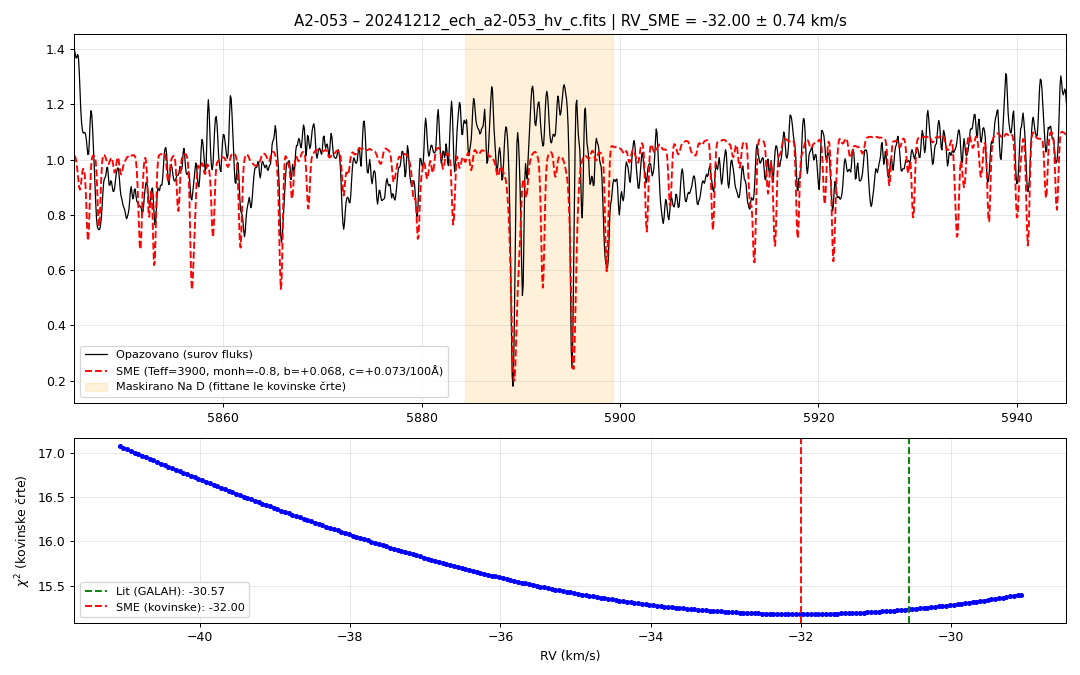 A2-053 – 20241212_ech_a2-053_hv_c.fits | RV_SME = -32.00 ± 0.74 km/s
1.4
1.2
1.0
0.8
0.6
0.4
0.2
Opazovano (surov fluks)
SME (Teff=3900, monh=-0.8, b=+0.068, c=+0.073/100Å)
Maskirano Na D (fittane le kovinske črte)
5860 5880 5900 5920 5940
χ² (kovinske črte)
17.0
16.5
16.0
15.5
Lit (GALAH): -30.57
SME (kovinske): -32.00
−40 −38 −36 −34 −32 −30
RV (km/s)